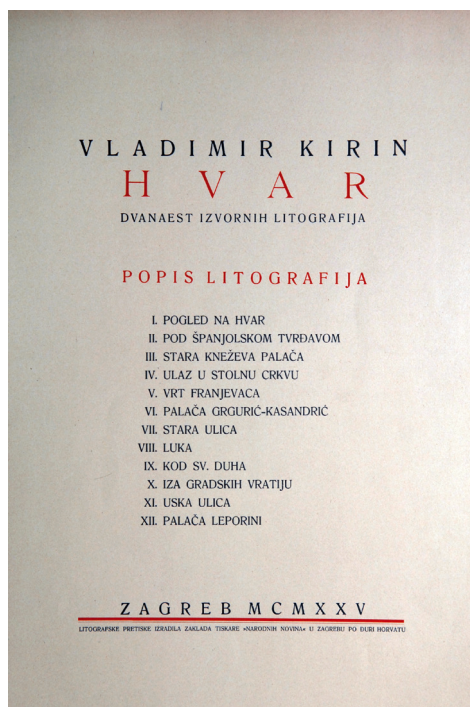 VLADIMIR KIRIN
HVAR
DVANAEST IZVORNIH LITOGRAFIJA
POPIS LITOGRAFIJA
I. POGLED NA HVAR
II. POD ŠPANJOLSKOM TVRĐAVOM
III. STARA KNEŽEVA PALAČA
IV. ULAZ U STOLNU CRKVU
V. VRT FRANJEVACA
VI. PALAČA GRGURIĆ-KASANDRIĆ
VII. STARA ULICA
VIII. LUKA
IX. KOD SV. DUHA
X. IZA GRADSKIH VRATIJU
XI. USKA ULICA
XII. PALAČA LEPORINI
ZAGREB MCMXXV
LITOGRAFSKE PRETISKE IZRADILA ZAKLADA TISKARE »NARODNIH NOVINA« U ZAGREBU PO ĐURI HORVATU